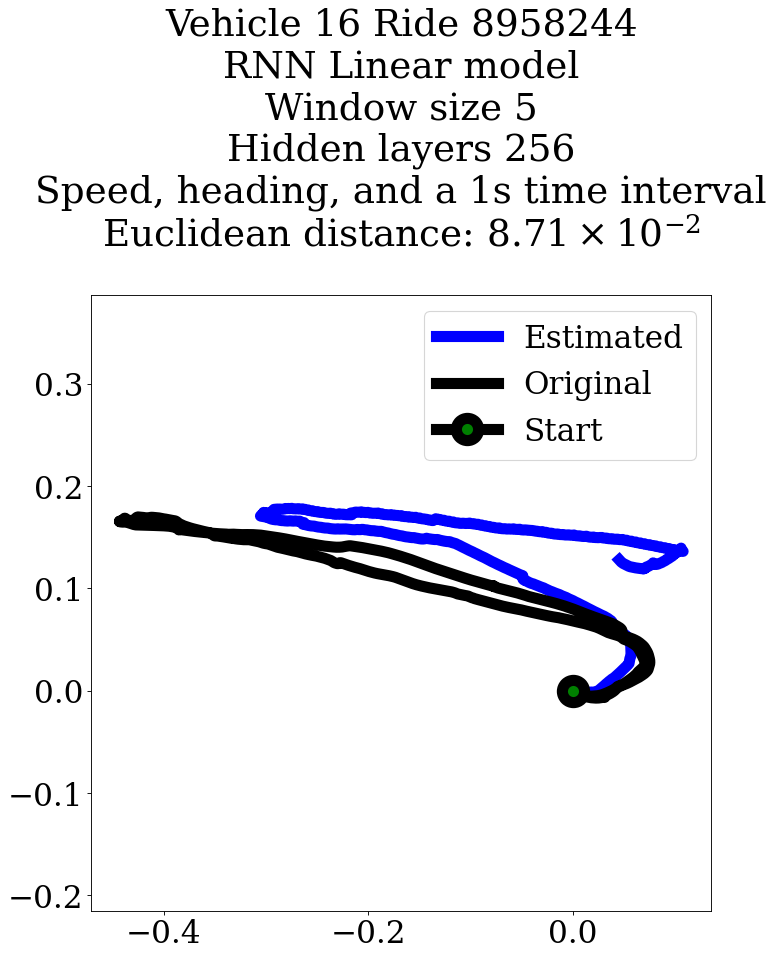 Vehicle 16 Ride 8958244
RNN Linear model
Window size 5
Hidden layers 256
Speed, heading, and a 1s time interval
Euclidean distance: 8.71 × 10⁻²
Estimated
Original
Start
0.3
0.2
0.1
0.0
−0.1
−0.2
−0.4
−0.2
0.0